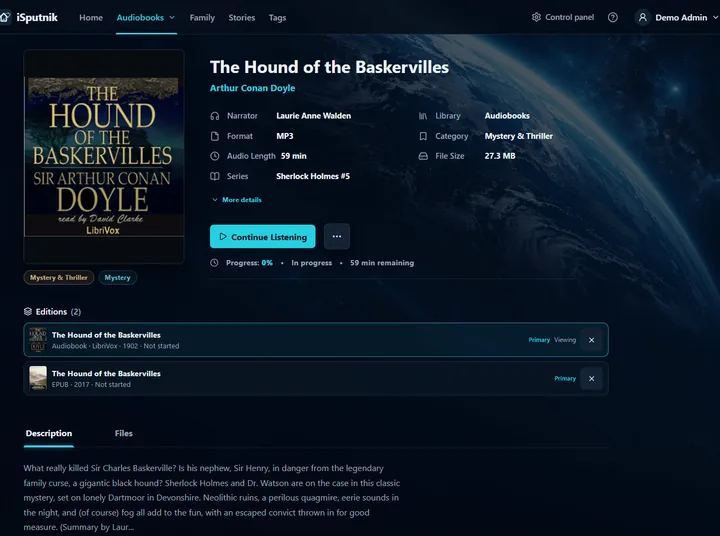 iSputnik
Home Audiobooks Family Stories Tags
Control panel Demo Admin
THE
HOUND
OF THE
BASKERVILLES
SIR ARTHUR CONAN
DOYLE
read by David Clarke
LibriVox
Mystery & Thriller Mystery
The Hound of the Baskervilles
Arthur Conan Doyle
Narrator Laurie Anne Walden
Library Audiobooks
Format MP3
Category Mystery & Thriller
Audio Length 59 min
File Size 27.3 MB
Series Sherlock Holmes #5
More details
Continue Listening
Progress: 0% • In progress • 59 min remaining
Editions (2)
The Hound of the Baskervilles
Audiobook · LibriVox · 1902 · Not started
Primary Viewing
The Hound of the Baskervilles
EPUB · 2017 · Not started
Primary
Description Files
What really killed Sir Charles Baskerville? Is his nephew, Sir Henry, in danger from the legendary
family curse, a gigantic black hound? Sherlock Holmes and Dr. Watson are on the case in this classic
mystery, set on lonely Dartmoor in Devonshire. Neolithic ruins, a perilous quagmire, eerie sounds in
the night, and (of course) fog all add to the fun, with an escaped convict thrown in for good
measure. (Summary by Laur...